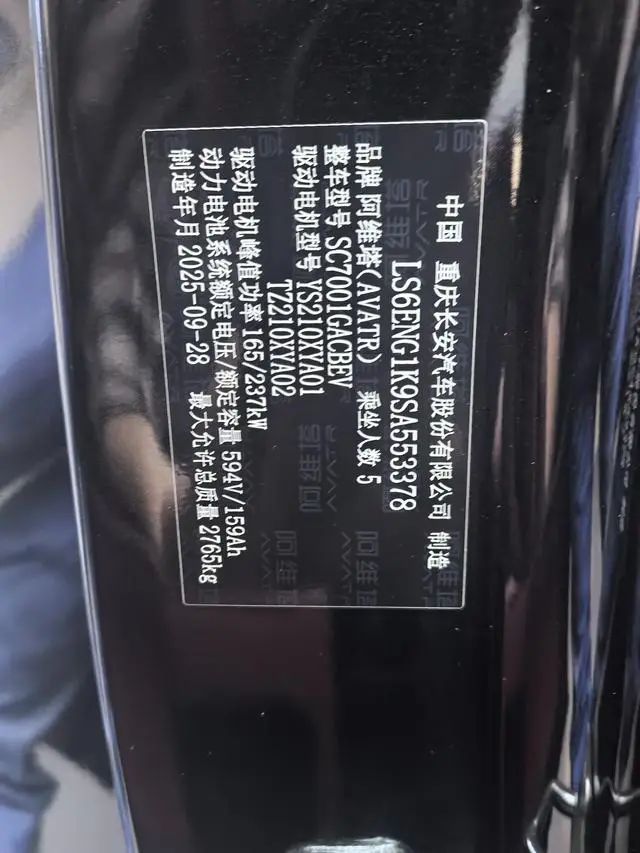 中国 重庆长安汽车股份有限公司 制造
LS6ENG1K9SA553378
品牌 阿维塔(AVATR) 乘坐人数 5
整车型号 SC7001GACBEV
驱动电机型号 YS210XYA01
TZ210XYA02
驱动电机峰值功率 165/237kW
动力电池系统额定电压/额定容量 594V/159Ah
制造年月 2025-09-28 最大允许总质量 2765kg